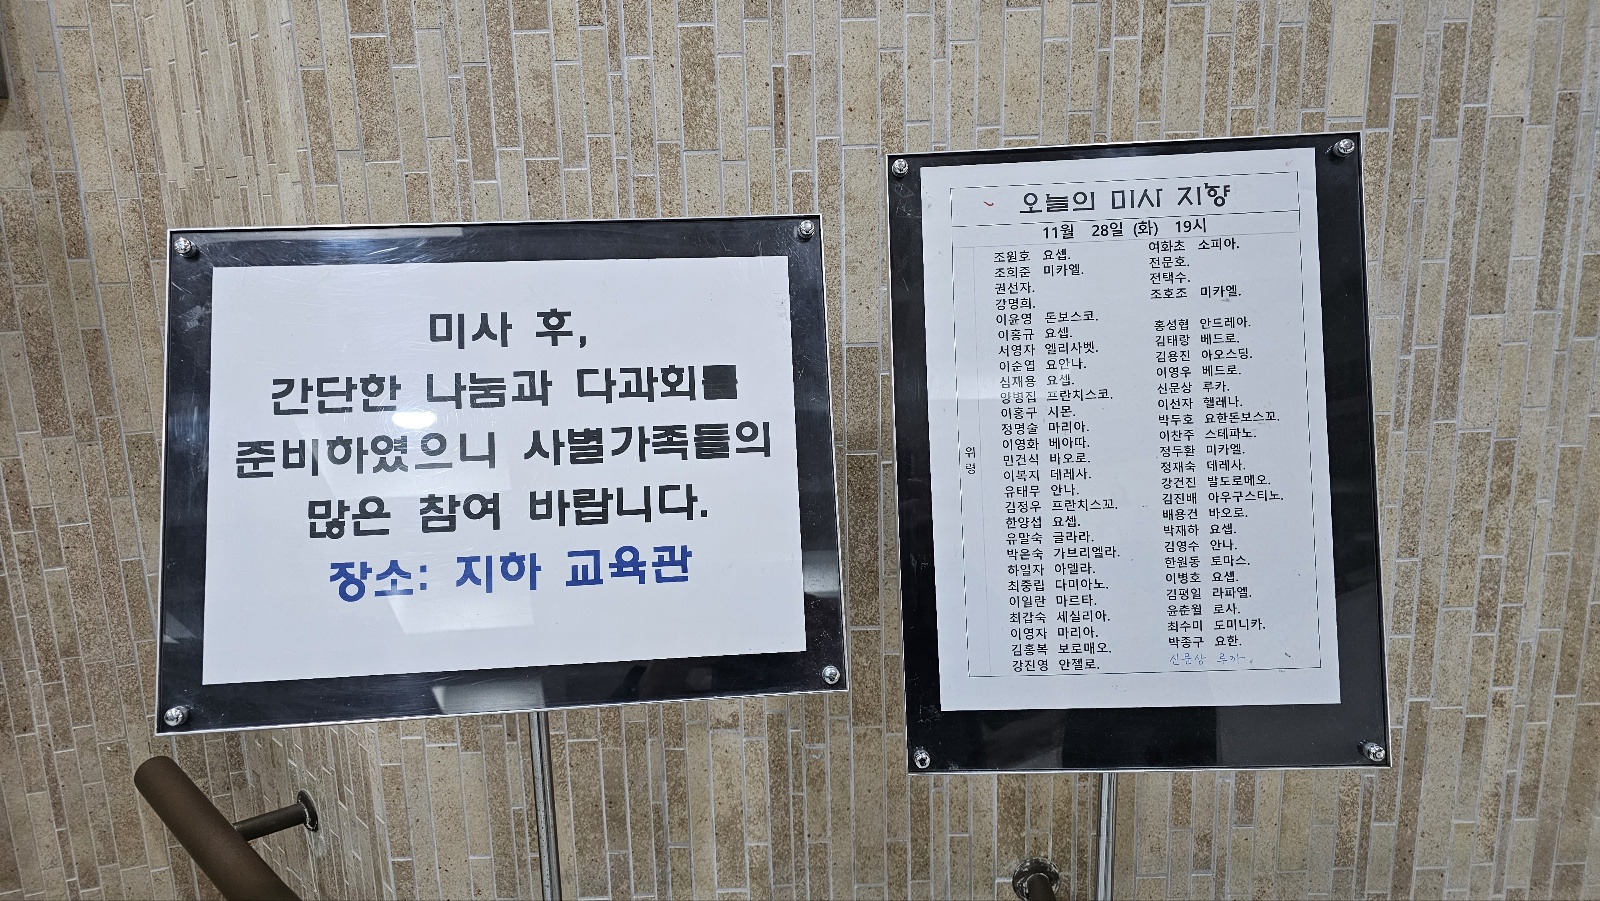 미사 후,
간단한 나눔과 다과회를
준비하였으니 사별가족들의
많은 참여 바랍니다.
장소: 지하 교육관
오늘의 미사 지향
11월 28일 (화) 19시
위령
조원호 요셉.
조희준 미카엘.
권선자.
강명희.
이윤영 돈보스코.
이홍규 요셉.
서영자 엘리사벳.
이순엽 요안나.
심재용 요셉.
양병집 프란치스코.
이홍구 시몬.
정명술 마리아.
이영화 베아따.
민건식 바오로.
이복지 데레사.
유태무 안나.
김정우 프란치스꼬.
한양섭 요셉.
유말숙 글라라.
박은숙 가브리엘라.
하일자 아델라.
최중립 다미아노.
이일란 마르타.
최갑숙 세실리아.
이영자 마리아.
김홍복 보로메오.
강진영 안젤로.
여화초 소피아.
전문호.
전택수.
조호조 미카엘.
홍성협 안드레아.
김태랑 베드로.
김용진 아오스딩.
이영우 베드로.
신문상 루카.
이선자 헬레나.
박두호 요한돈보스꼬.
이찬주 스테파노.
정두환 미카엘.
정재숙 데레사.
강건진 발도로메오.
김진배 아우구스티노.
배용건 바오로.
박재하 요셉.
김영수 안나.
한원동 토마스.
이병호 요셉.
김평일 라파엘.
윤춘월 로사.
최수미 도미니카.
박종구 요한.
신문상 루카.